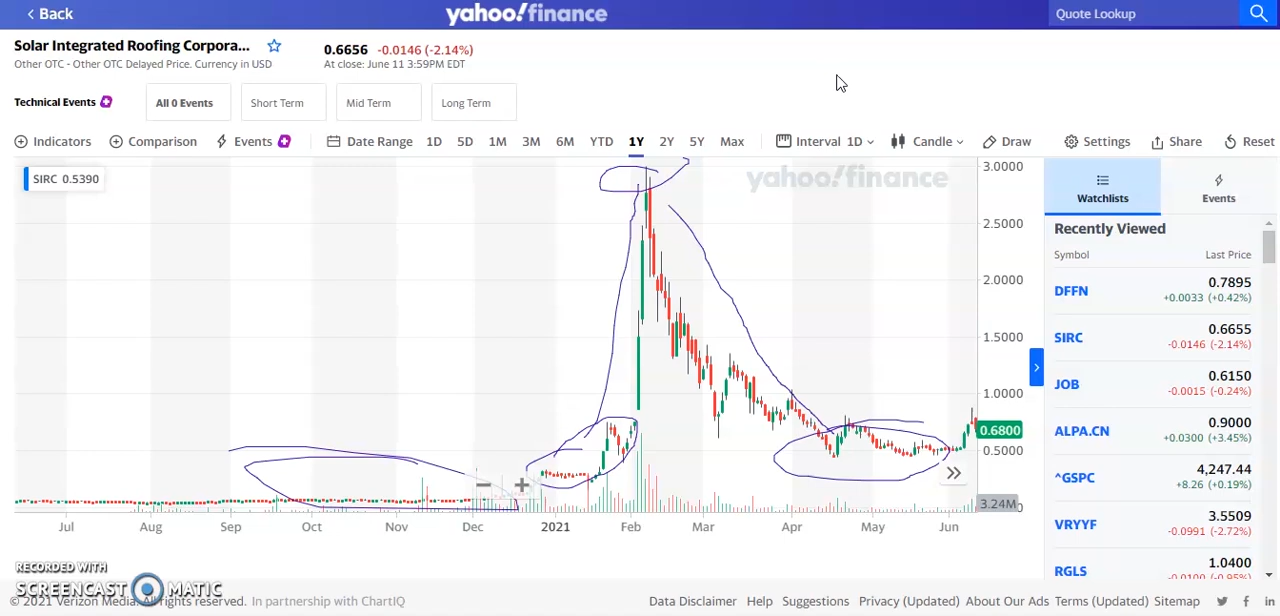 < Back
yahoo!finance
Quote Lookup
Solar Integrated Roofing Corpora...
0.6656 -0.0146 (-2.14%)
Other OTC - Other OTC Delayed Price. Currency in USD
At close: June 11 3:59PM EDT
Technical Events
All 0 Events
Short Term
Mid Term
Long Term
Indicators
Comparison
Events
Date Range 1D 5D 1M 3M 6M YTD 1Y 2Y 5Y Max
Interval 1D
Candle
Draw
Settings
Share
Reset
SIRC 0.5390
yahoo!finance
3.0000
2.5000
2.0000
1.5000
1.0000
0.6800
0.5000
3.24M
Jul Aug Sep Oct Nov Dec 2021 Feb Mar Apr May Jun
Watchlists
Events
Recently Viewed
Symbol Last Price
DFFN 0.7895
+0.0033 (+0.42%)
SIRC 0.6655
-0.0146 (-2.14%)
JOB 0.6150
-0.0015 (-0.24%)
ALPA.CN 0.9000
+0.0300 (+3.45%)
^GSPC 4,247.44
+8.26 (+0.19%)
VRYYF 3.5509
-0.0991 (-2.72%)
RGLS 1.0400
-0.0100 (-0.95%)
RECORDED WITH
SCREENCAST MATIC
© 2021 Verizon Media. All rights reserved. In partnership with ChartIQ
Data Disclaimer Help Suggestions Privacy (Updated) About Our Ads Terms (Updated) Sitemap